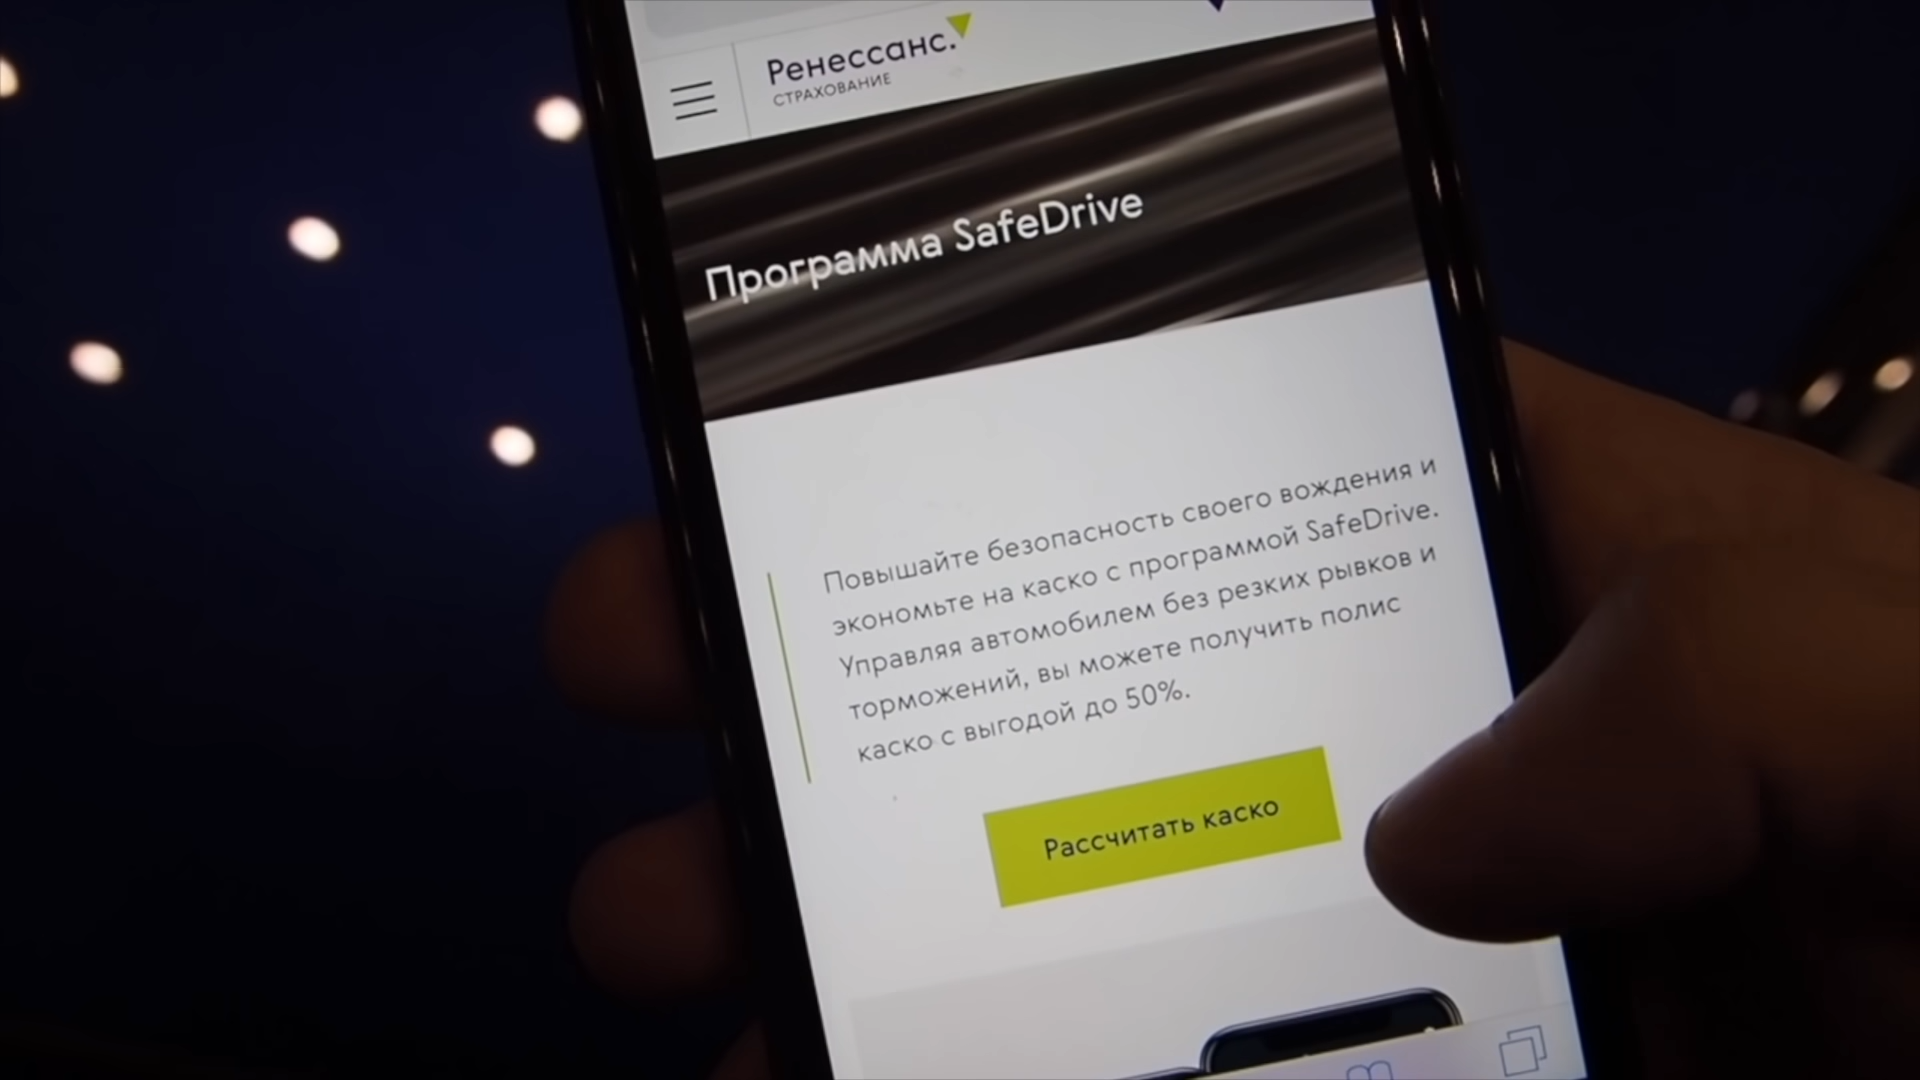 Ренессанс.
СТРАХОВАНИЕ
Программа SafeDrive
Повышайте безопасность своего вождения и
экономьте на каско с программой SafeDrive.
Управляя автомобилем без резких рывков и
торможений, вы можете получить полис
каско с выгодой до 50%.
Рассчитать каско